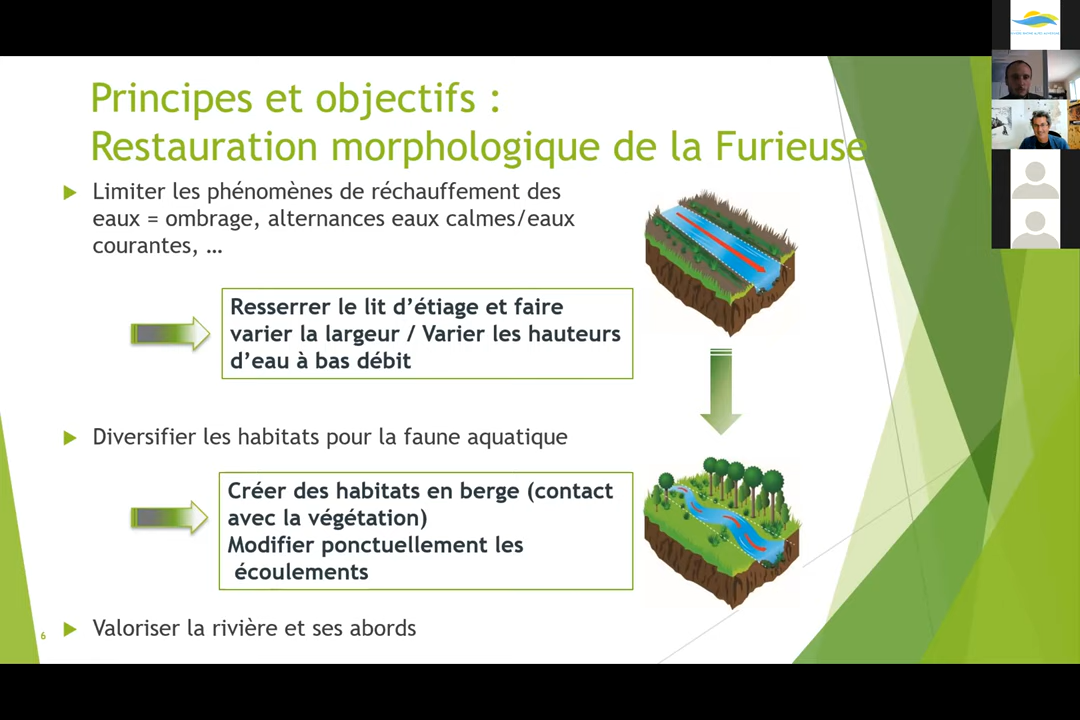 Principes et objectifs :
Restauration morphologique de la Furieuse
Limiter les phénomènes de réchauffement des
eaux = ombrage, alternances eaux calmes/eaux
courantes, …
Resserrer le lit d’étiage et faire
varier la largeur / Varier les hauteurs
d’eau à bas débit
Diversifier les habitats pour la faune aquatique
Créer des habitats en berge (contact
avec la végétation)
Modifier ponctuellement les
écoulements
Valoriser la rivière et ses abords
6